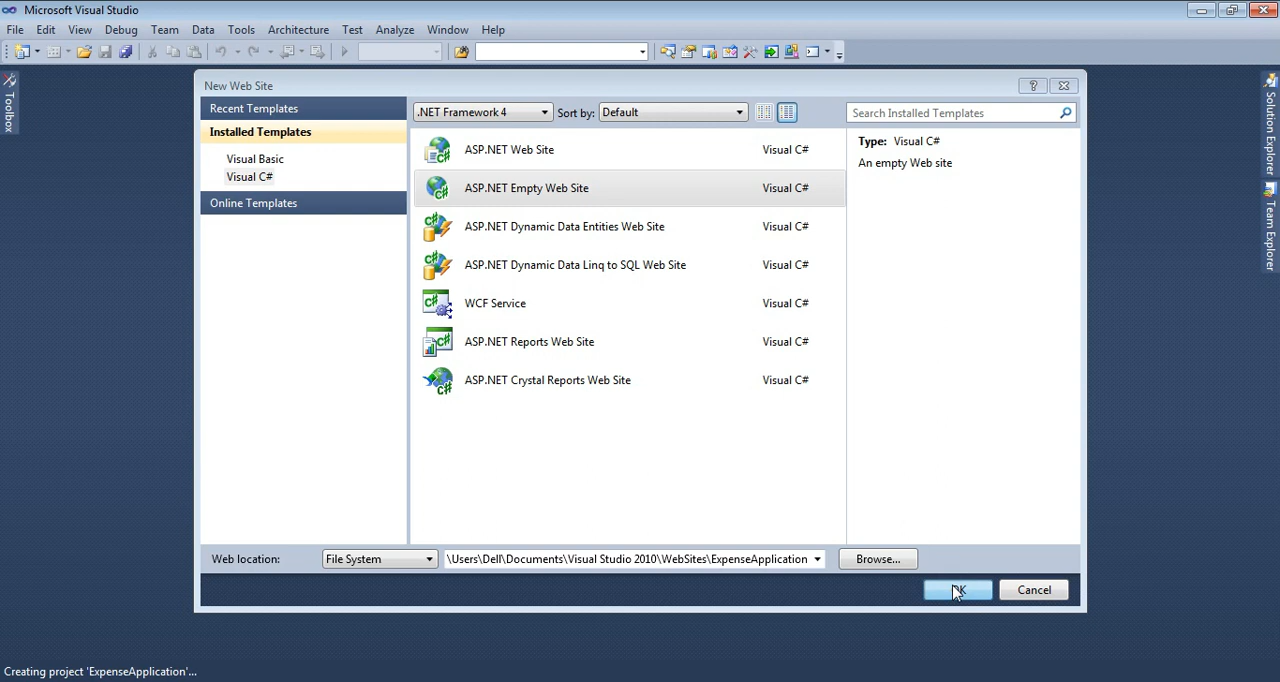 Microsoft Visual Studio
File Edit View Debug Team Data Tools Architecture Test Analyze Window Help
Toolbox
Solution Explorer
Team Explorer
New Web Site
Recent Templates
Installed Templates
Visual Basic
Visual C#
Online Templates
.NET Framework 4 Sort by: Default
Search Installed Templates
ASP.NET Web Site Visual C#
ASP.NET Empty Web Site Visual C#
ASP.NET Dynamic Data Entities Web Site Visual C#
ASP.NET Dynamic Data Linq to SQL Web Site Visual C#
WCF Service Visual C#
ASP.NET Reports Web Site Visual C#
ASP.NET Crystal Reports Web Site Visual C#
Type: Visual C#
An empty Web site
Web location: File System \Users\Dell\Documents\Visual Studio 2010\WebSites\ExpenseApplication Browse...
OK Cancel
Creating project 'ExpenseApplication'...